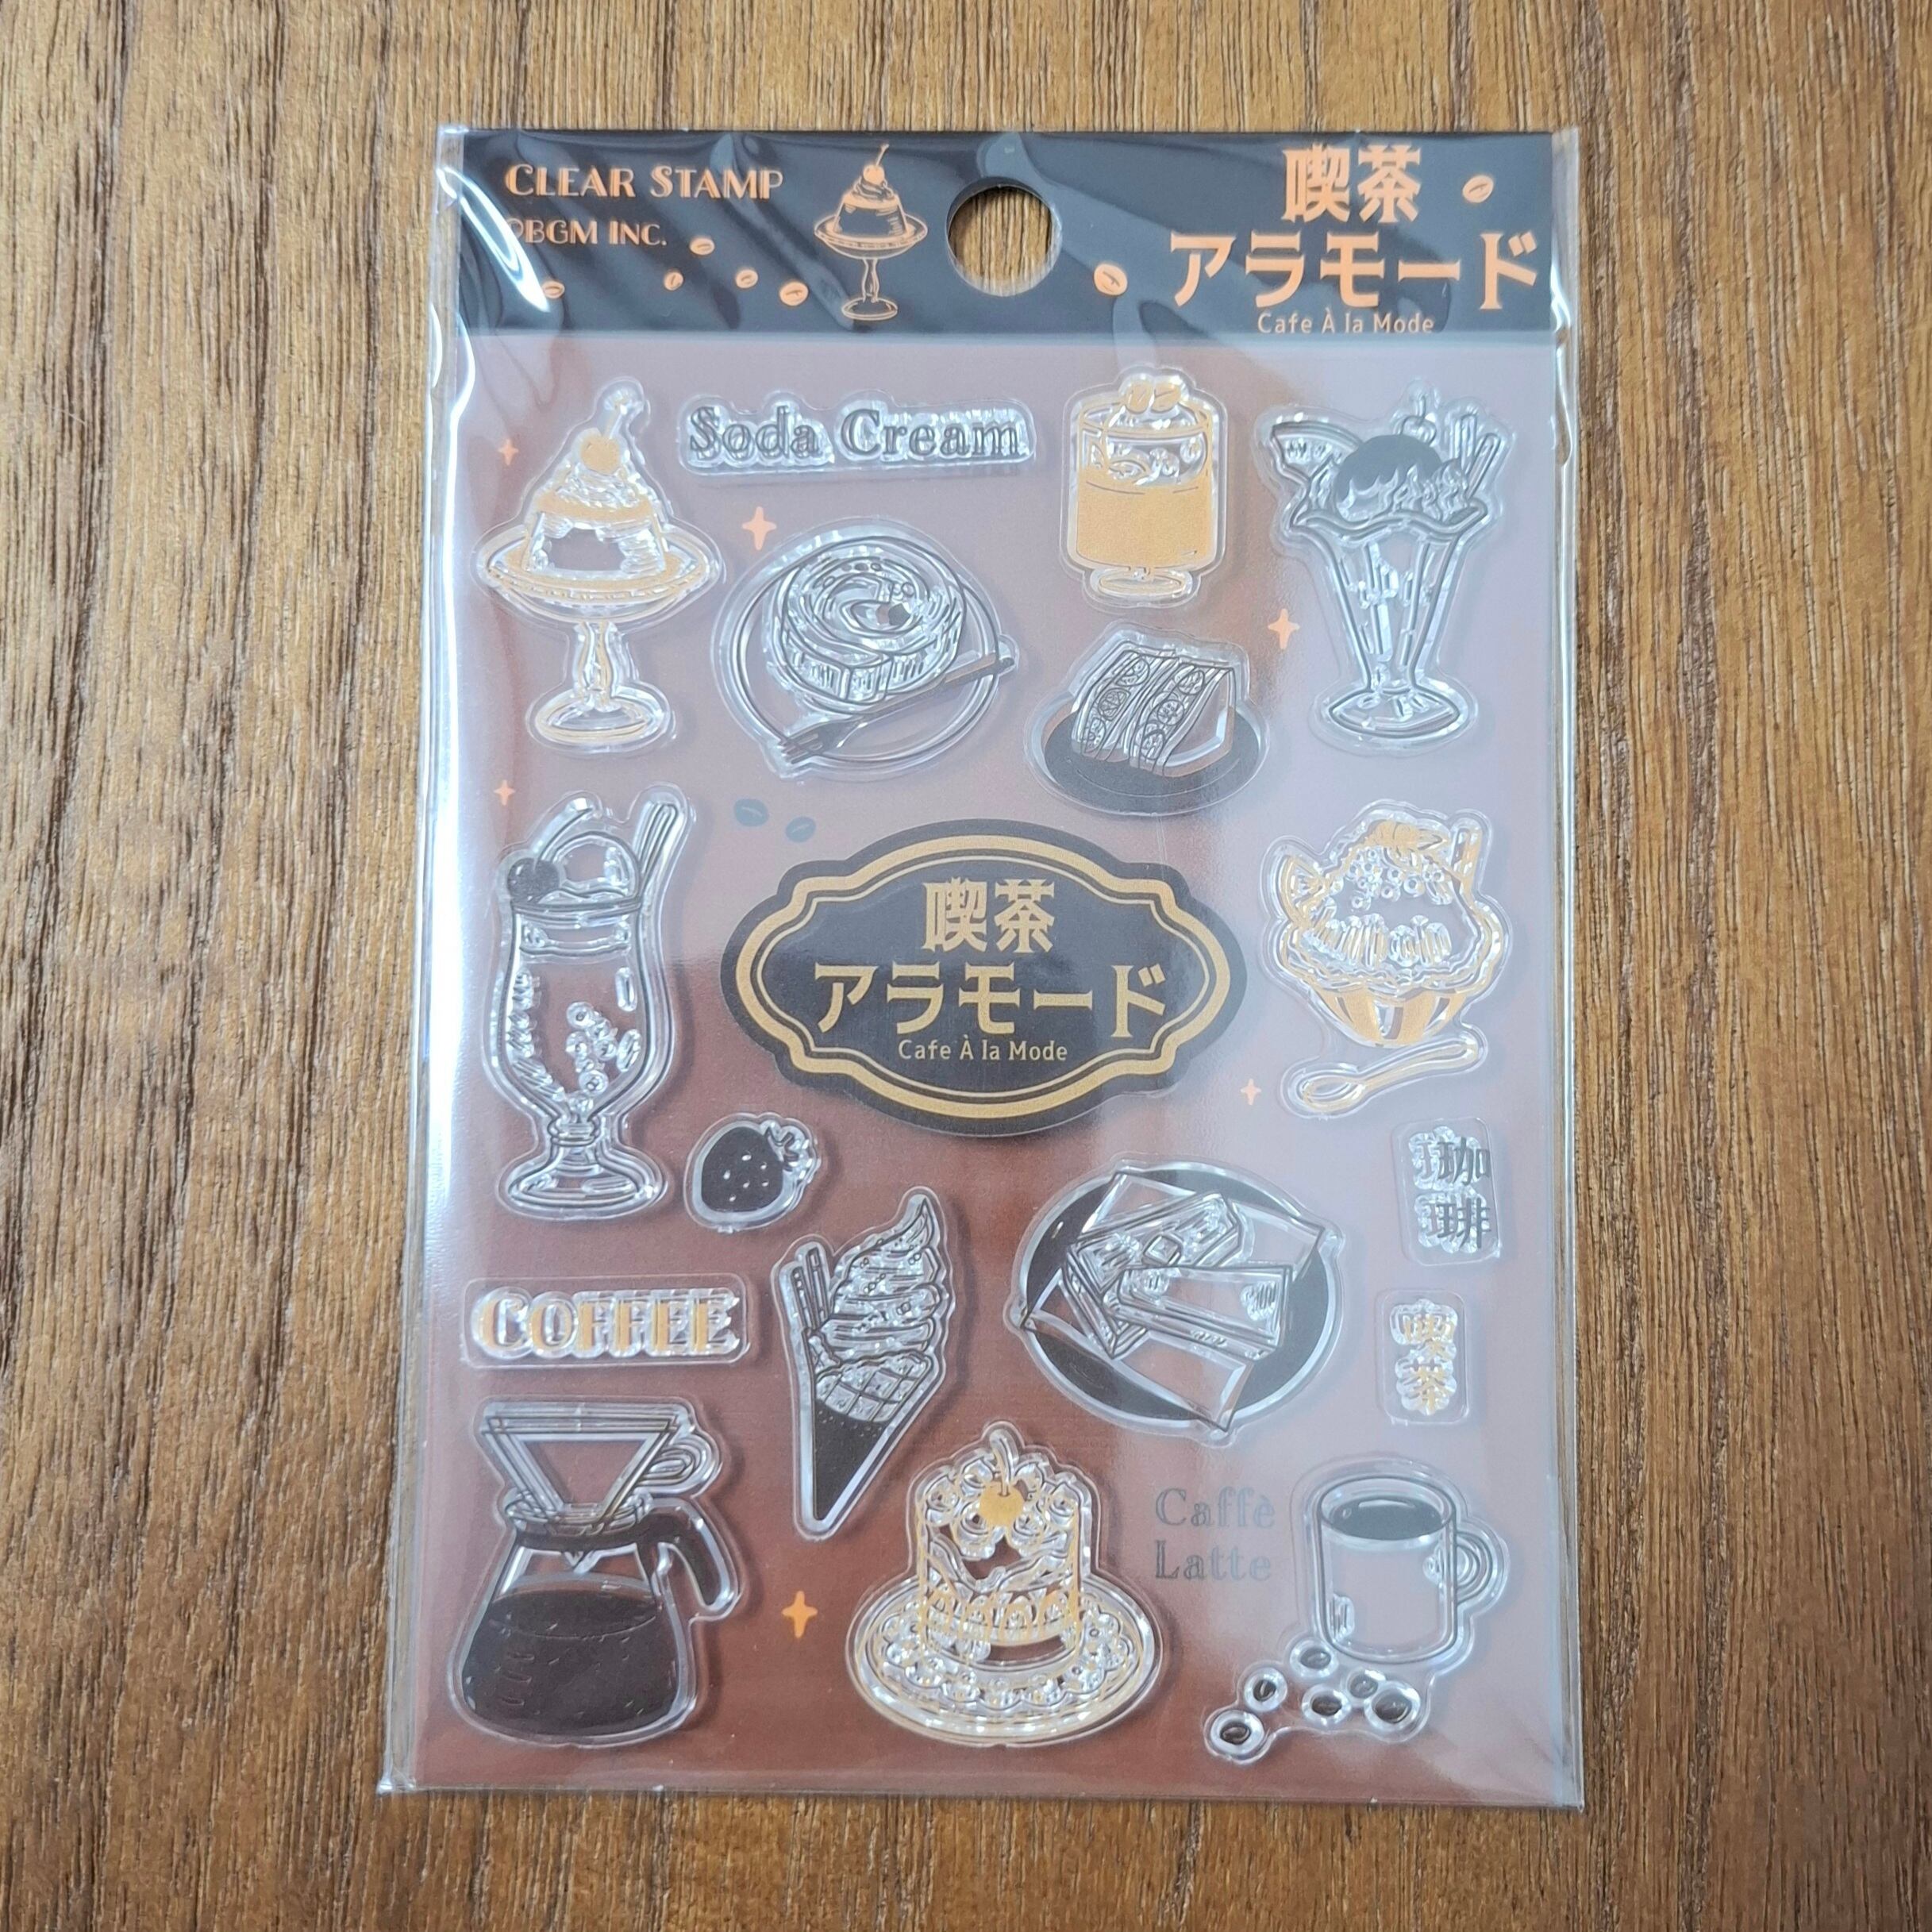 CLEAR STAMP
©BGM INC.
喫茶
アラモード
Cafe À la Mode
Soda Cream
喫茶
アラモード
Cafe À la Mode
珈
琲
COFFEE
喫
茶
Caffè
Latte